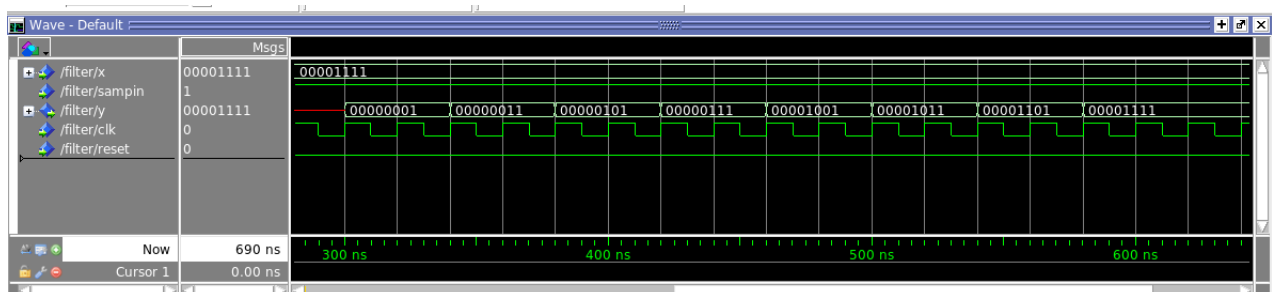 Wave - Default
Msgs
/filter/x 00001111 00001111
/filter/sampin 1
/filter/y 00001111 00000001 00000011 00000101 00000111 00001001 00001011 00001101 00001111
/filter/clk 0
/filter/reset 0
Now 690 ns 300 ns 400 ns 500 ns 600 ns
Cursor 1 0.00 ns